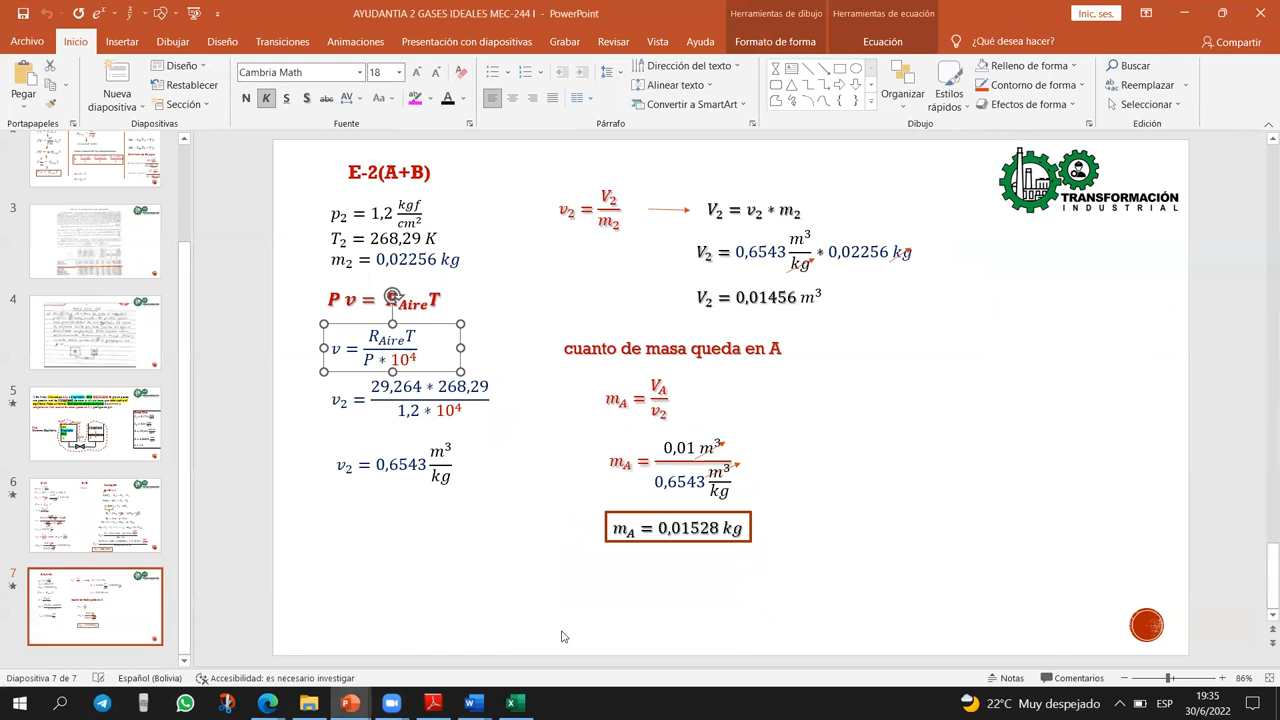 AYUDANTIA 2 GASES IDEALES MEC-244 I - PowerPoint
Herramientas de dibujo
Herramientas de ecuación
Inic. ses.
Archivo Inicio Insertar Dibujar Diseño Transiciones Animaciones Presentación con diapositivas Grabar Revisar Vista Ayuda Formato Ecuación ¿Qué desea hacer? Compartir
Pegar
Nueva diapositiva
Diseño
Restablecer
Sección
Cambria Math 18
N K S S abc AV Aa A
Dirección del texto
Alinear texto
Convertir a SmartArt
Organizar
Estilos rápidos
Relleno de forma
Contorno de forma
Efectos de forma
Buscar
Reemplazar
Seleccionar
Portapapeles Diapositivas Fuente Párrafo Dibujo Edición
3
4
5
6
7
E-2(A+B)
p₂ = 1,2 kgf/cm²
T₂ = 268,29 K
m₂ = 0,02256 kg
P v = R_Aire T
v = R_Aire T / P * 10⁴
v₂ = 29,264 * 268,29 / 1,2 * 10⁴
v₂ = 0,6543 m³/kg
v₂ = V₂/m₂
V₂ = v₂ * m₂
V₂ = 0,6543 m³/kg * 0,02256 kg
V₂ = 0,01456 m³
cuanto de masa queda en A
m_A = V_A/v₂
m_A = 0,01 m³ / 0,6543 m³/kg
m_A = 0,01528 kg
TRANSFORMACIÓN
INDUSTRIAL
Diapositiva 7 de 7 Español (Bolivia) Accesibilidad: es necesario investigar Notas Comentarios 86%
22°C Mayorm. nubla... ESP 19:35
30/6/2022